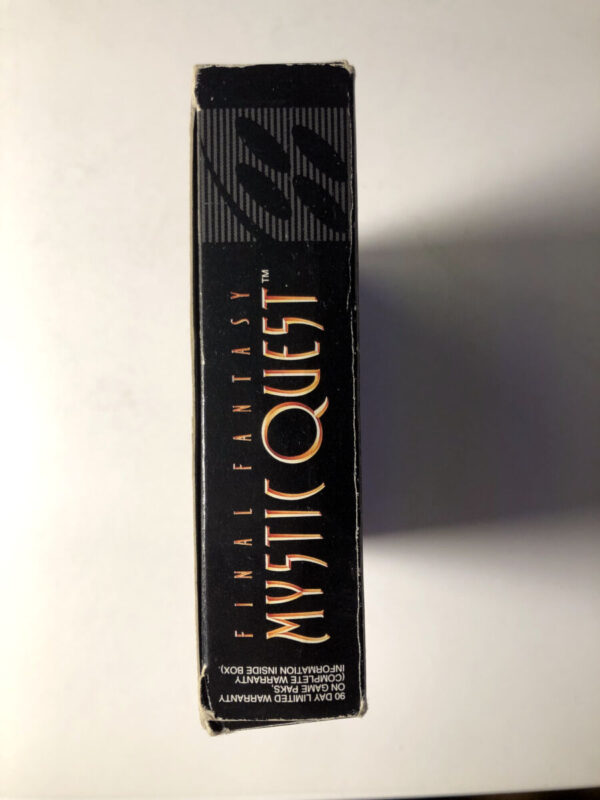 FINAL FANTASY
MYSTIC QUEST™
90 DAY LIMITED WARRANTY
ON GAME PAKS,
(COMPLETE WARRANTY
INFORMATION INSIDE BOX).